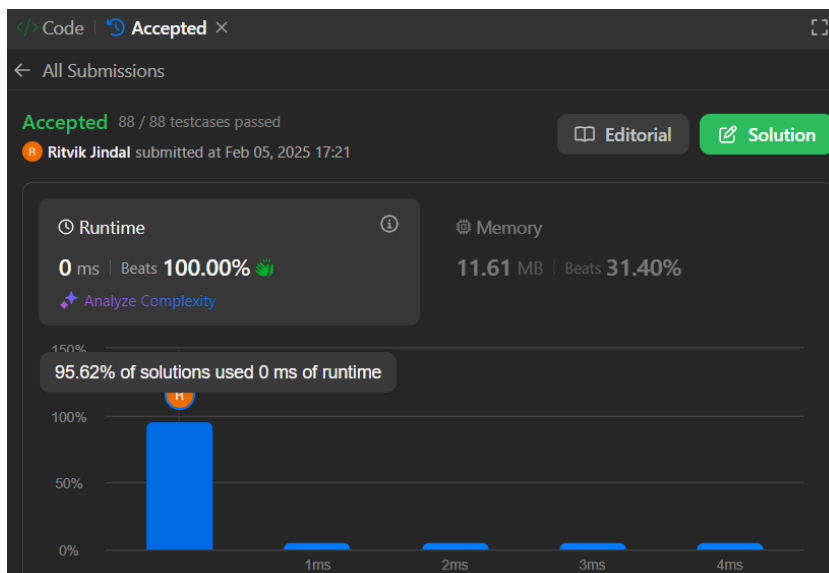 </> Code | Accepted ×
← All Submissions
Accepted 88 / 88 testcases passed
Editorial
Solution
R Ritvik Jindal submitted at Feb 05, 2025 17:21
Runtime
0 ms | Beats 100.00%
Analyze Complexity
Memory
11.61 MB | Beats 31.40%
150%
95.62% of solutions used 0 ms of runtime
R
100%
50%
0%
1ms 2ms 3ms 4ms